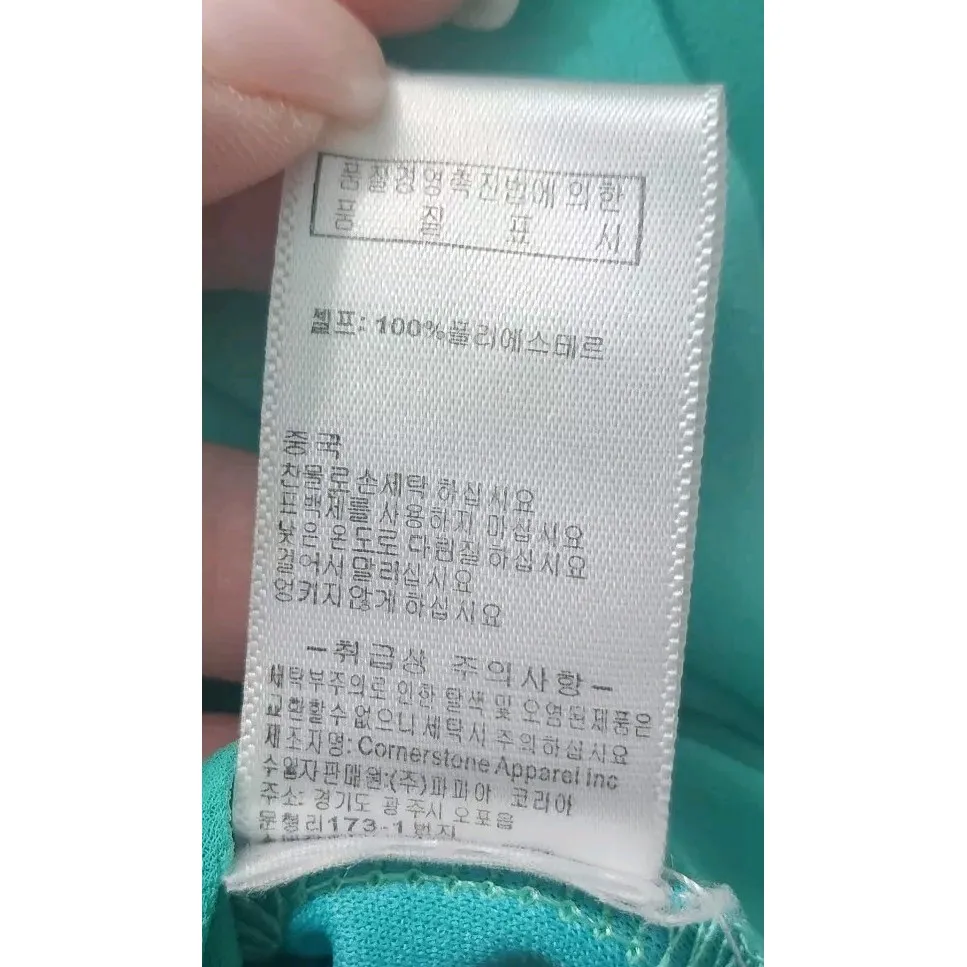 품질경영촉진법에 의한
품 질 표 시
셀프: 100%폴리에스테르
중국
찬물로 손세탁 하십시요
표백제를 사용하지 마십시요
낮은 온도로 다림질 하십시요
걸어서 말리십시요
엉키지않게 하십시요
-취급상 주의사항-
세탁부주의로 인한 탈색 및 오염된제품은
교환할수 없으니 세탁시 주의하십시요
제조자명: Cornerstone Apparel inc
수입자판매원:(주)파피아 코리아
주소: 경기도 광주시 오포읍
문형리173-1 번지